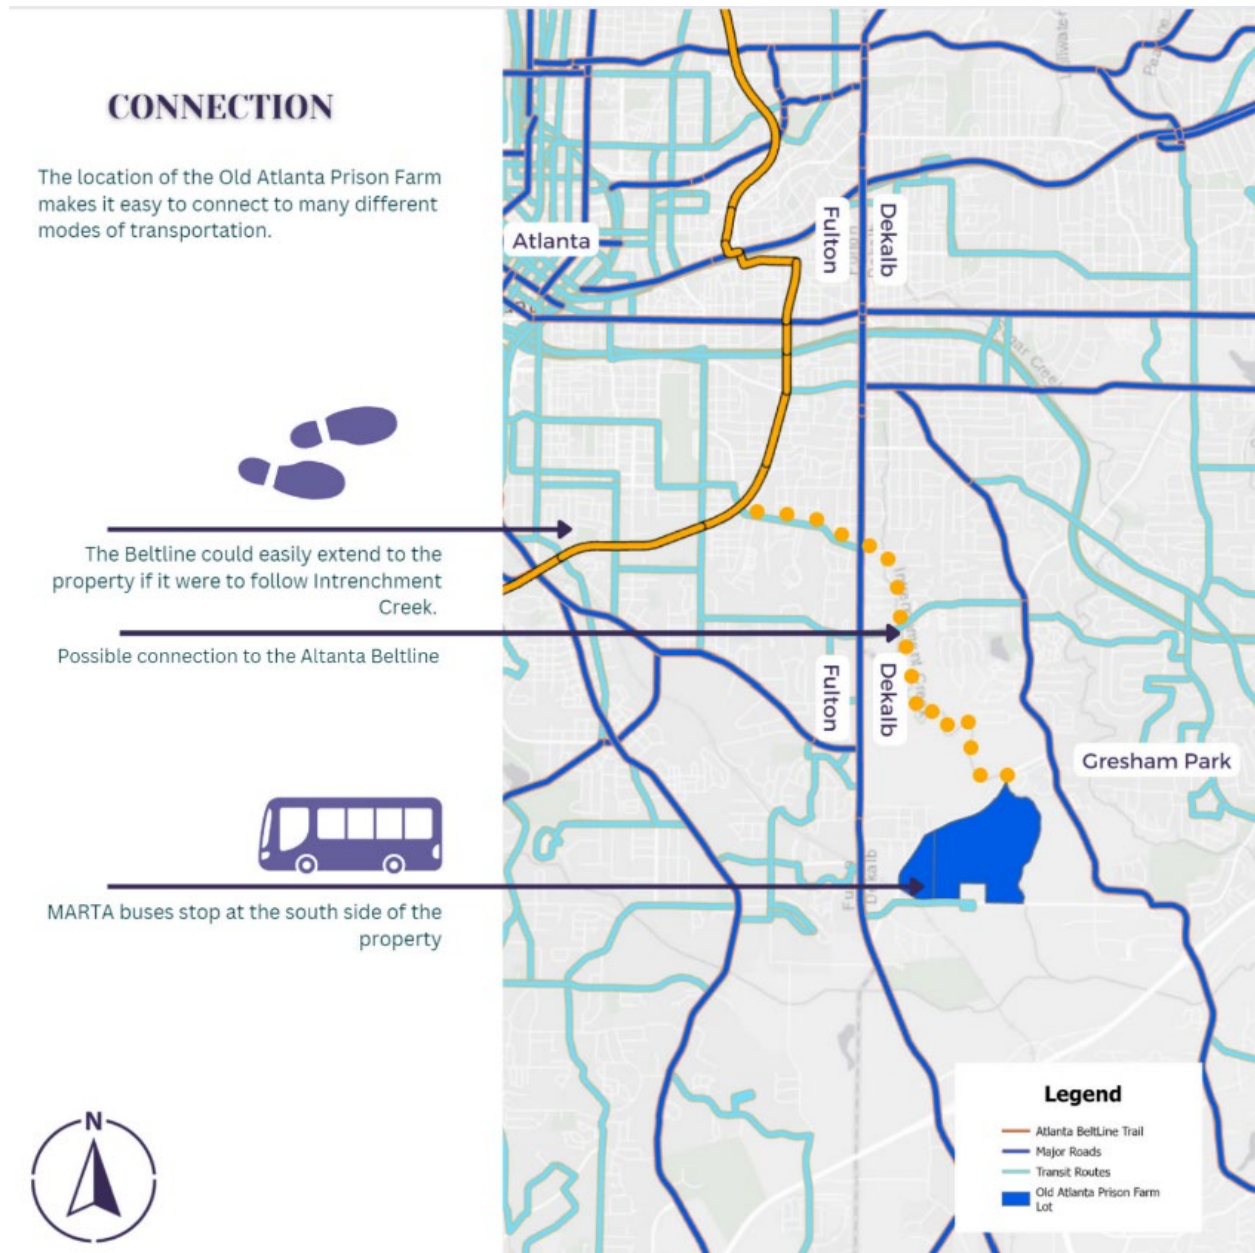 CONNECTION
The location of the Old Atlanta Prison Farm
makes it easy to connect to many different
modes of transportation.
The Beltline could easily extend to the
property if it were to follow Intrenchment
Creek.
Possible connection to the Altanta Beltline
MARTA buses stop at the south side of the
property
N
Atlanta
Fulton
Dekalb
Fulton
Dekalb
Gresham Park
Legend
Atlanta BeltLine Trail
Major Roads
Transit Routes
Old Atlanta Prison Farm
Lot